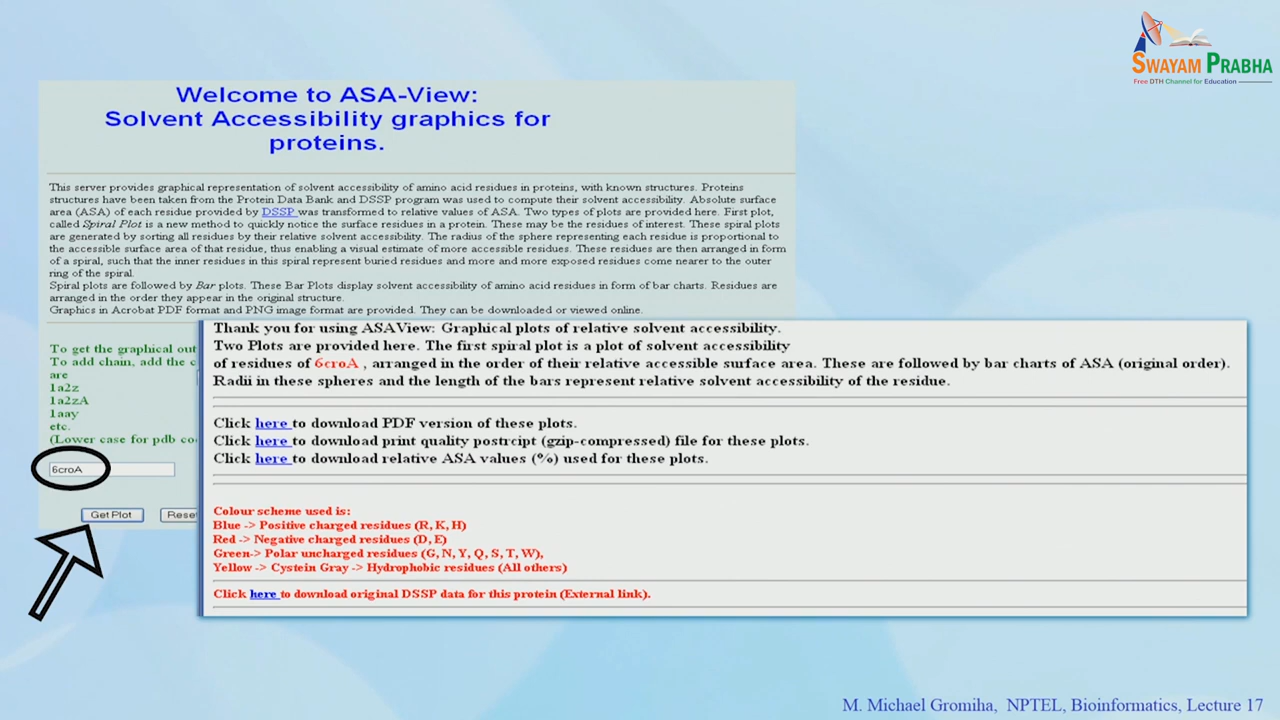 SWAYAM PRABHA
Free DTH Channel for Education
Welcome to ASA-View:
Solvent Accessibility graphics for
proteins.
This server provides graphical representation of solvent accessibility of amino acid residues in proteins, with known structures. Proteins
structures have been taken from the Protein Data Bank and DSSP program was used to compute their solvent accessibility. Absolute surface
area (ASA) of each residue provided by DSSP was transformed to relative values of ASA. Two types of plots are provided here. First plot,
called Spiral Plot is a new method to quickly notice the surface residues in a protein. These may be the residues of interest. These spiral plots
are generated by sorting all residues by their relative solvent accessibility. The radius of the sphere representing each residue is proportional to
the accessible surface area of that residue, thus enabling a visual estimate of more accessible residues. These residues are then arranged in form
of a spiral, such that the inner residues in this spiral represent buried residues and more and more exposed residues come nearer to the outer
ring of the spiral.
Spiral plots are followed by Bar plots. These Bar Plots display solvent accessibility of amino acid residues in form of bar charts. Residues are
arranged in the order they appear in the original structure.
Graphics in Acrobat PDF format and PNG image format are provided. They can be downloaded or viewed online.
To get the graphical out
To add chain, add the c
are
1a2z
1a2zA
1aay
etc.
(Lower case for pdb co
6croA
Get Plot Reset
Thank you for using ASAView: Graphical plots of relative solvent accessibility.
Two Plots are provided here. The first spiral plot is a plot of solvent accessibility
of residues of 6croA , arranged in the order of their relative accessible surface area. These are followed by bar charts of ASA (original order).
Radii in these spheres and the length of the bars represent relative solvent accessibility of the residue.
Click here to download PDF version of these plots.
Click here to download print quality postrcipt (gzip-compressed) file for these plots.
Click here to download relative ASA values (%) used for these plots.
Colour scheme used is:
Blue -> Positive charged residues (R, K, H)
Red -> Negative charged residues (D, E)
Green-> Polar uncharged residues (G, N, Y, Q, S, T, W),
Yellow -> Cystein Gray -> Hydrophobic residues (All others)
Click here to download original DSSP data for this protein (External link).
M. Michael Gromiha, NPTEL, Bioinformatics, Lecture 17